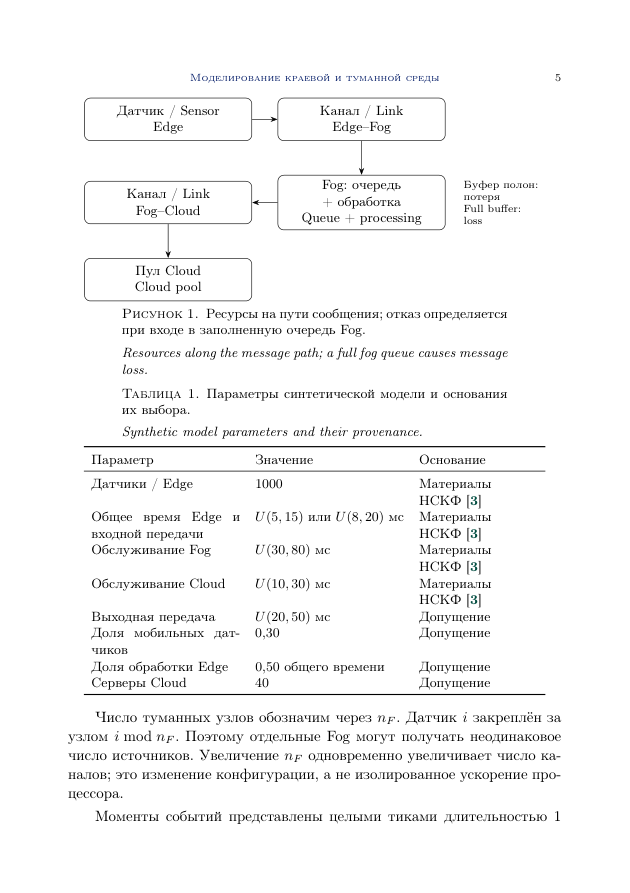 Моделирование краевой и туманной среды 5
Датчик / Sensor
Edge
Канал / Link
Edge–Fog
Канал / Link
Fog–Cloud
Fog: очередь
+ обработка
Queue + processing
Буфер полон:
потеря
Full buffer:
loss
Пул Cloud
Cloud pool
Рисунок 1. Ресурсы на пути сообщения; отказ определяется
при входе в заполненную очередь Fog.
Resources along the message path; a full fog queue causes message
loss.
Таблица 1. Параметры синтетической модели и основания
их выбора.
Synthetic model parameters and their provenance.
Параметр Значение Основание
Датчики / Edge 1000 Материалы
НСКФ [3]
Общее время Edge и U(5, 15) или U(8, 20) мс Материалы
входной передачи НСКФ [3]
Обслуживание Fog U(30, 80) мс Материалы
НСКФ [3]
Обслуживание Cloud U(10, 30) мс Материалы
НСКФ [3]
Выходная передача U(20, 50) мс Допущение
Доля мобильных дат- 0,30 Допущение
чиков
Доля обработки Edge 0,50 общего времени Допущение
Серверы Cloud 40 Допущение
Число туманных узлов обозначим через n_F. Датчик i закреплён за
узлом i mod n_F. Поэтому отдельные Fog могут получать неодинаковое
число источников. Увеличение n_F одновременно увеличивает число ка-
налов; это изменение конфигурации, а не изолированное ускорение про-
цессора.
Моменты событий представлены целыми тиками длительностью 1